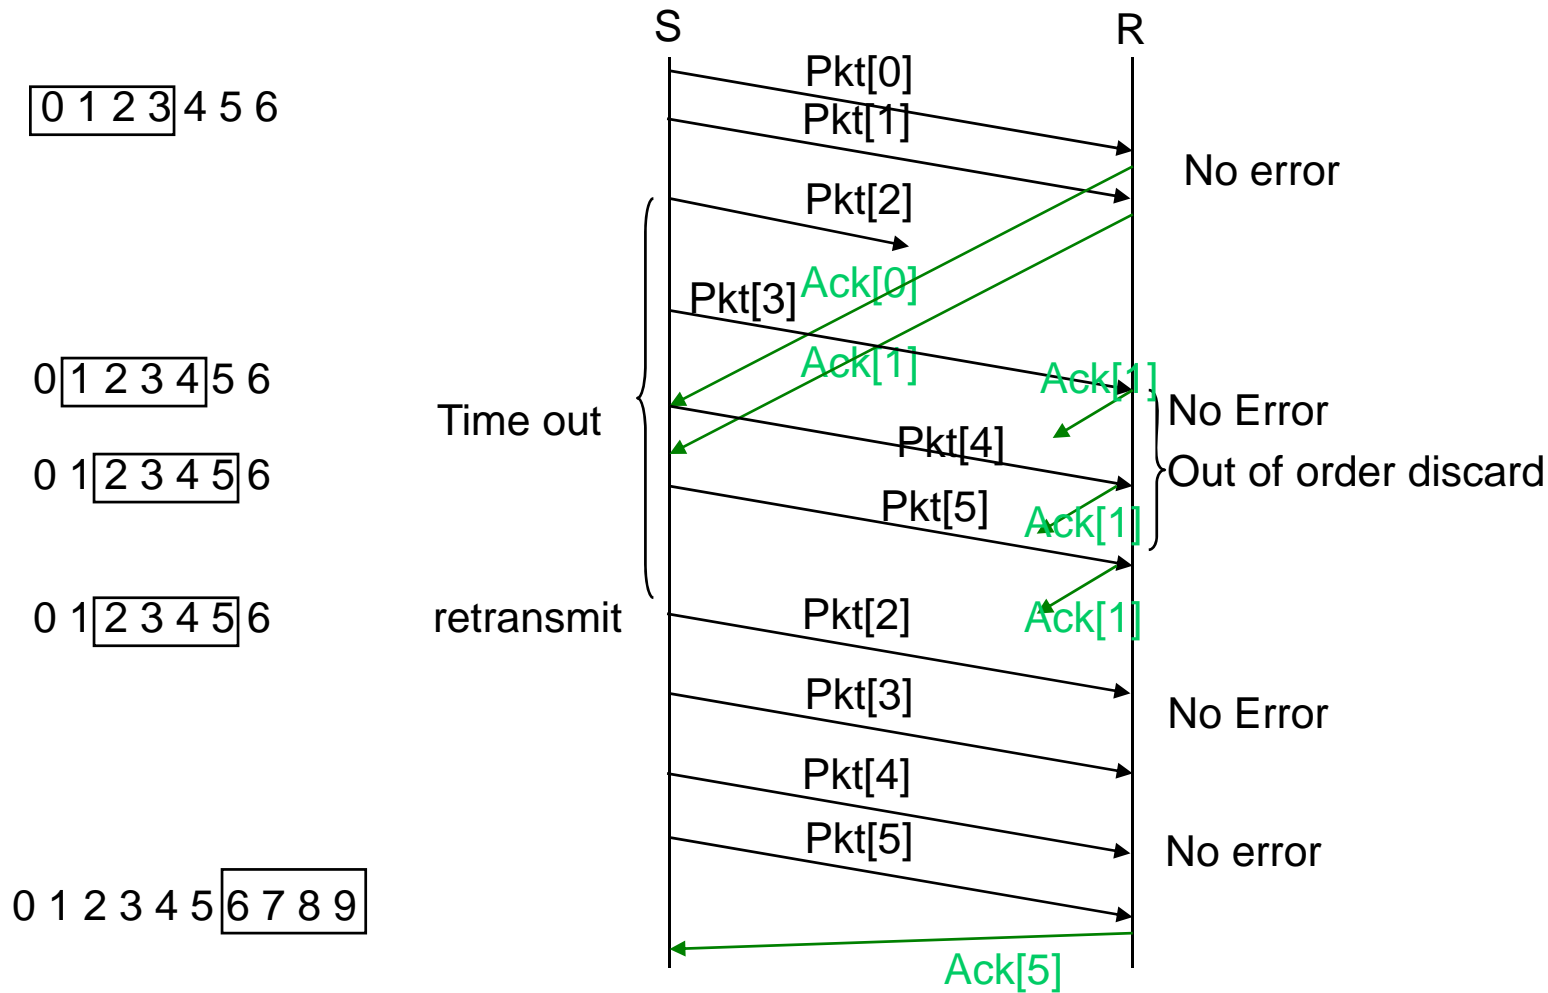 S
R
Pkt[0]
0 1 2 3 4 5 6
Pkt[1]
No error
Pkt[2]
Ack[0]
Pkt[3]
Ack[1]
Ack[1]
0 1 2 3 4 5 6
No Error
Time out
Pkt[4]
0 1 2 3 4 5 6
Out of order discard
Pkt[5]
Ack[1]
0 1 2 3 4 5 6
retransmit
Pkt[2]
Ack[1]
Pkt[3]
No Error
Pkt[4]
Pkt[5]
No error
0 1 2 3 4 5 6 7 8 9
Ack[5]